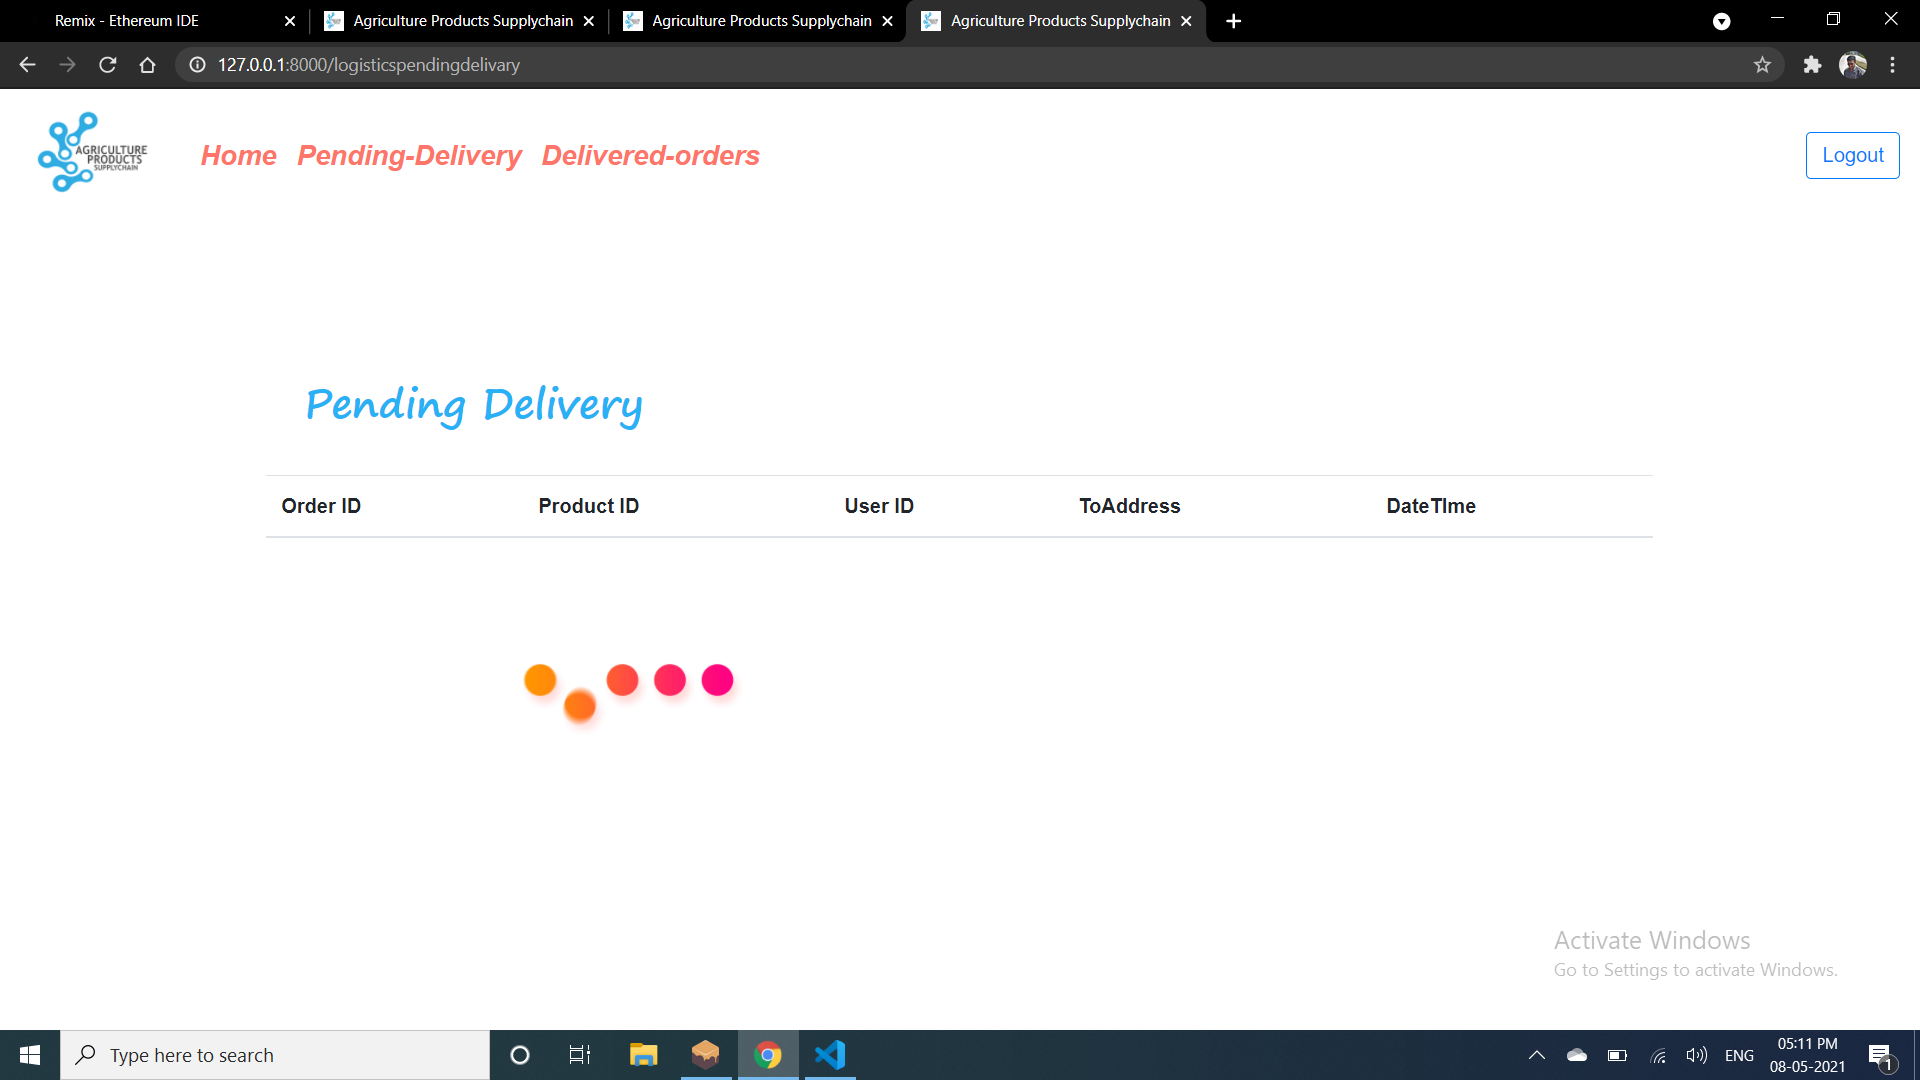 Remix - Ethereum IDE
Agriculture Products Supplychain
Agriculture Products Supplychain
Agriculture Products Supplychain
127.0.0.1:8000/logisticspendingdelivary
AGRICULTURE
PRODUCTS
SUPPLYCHAIN
Home Pending-Delivery Delivered-orders
Logout
Pending Delivery
Order ID Product ID User ID ToAddress DateTIme
Activate Windows
Go to Settings to activate Windows.
Type here to search
ENG
05:11 PM
08-05-2021
1